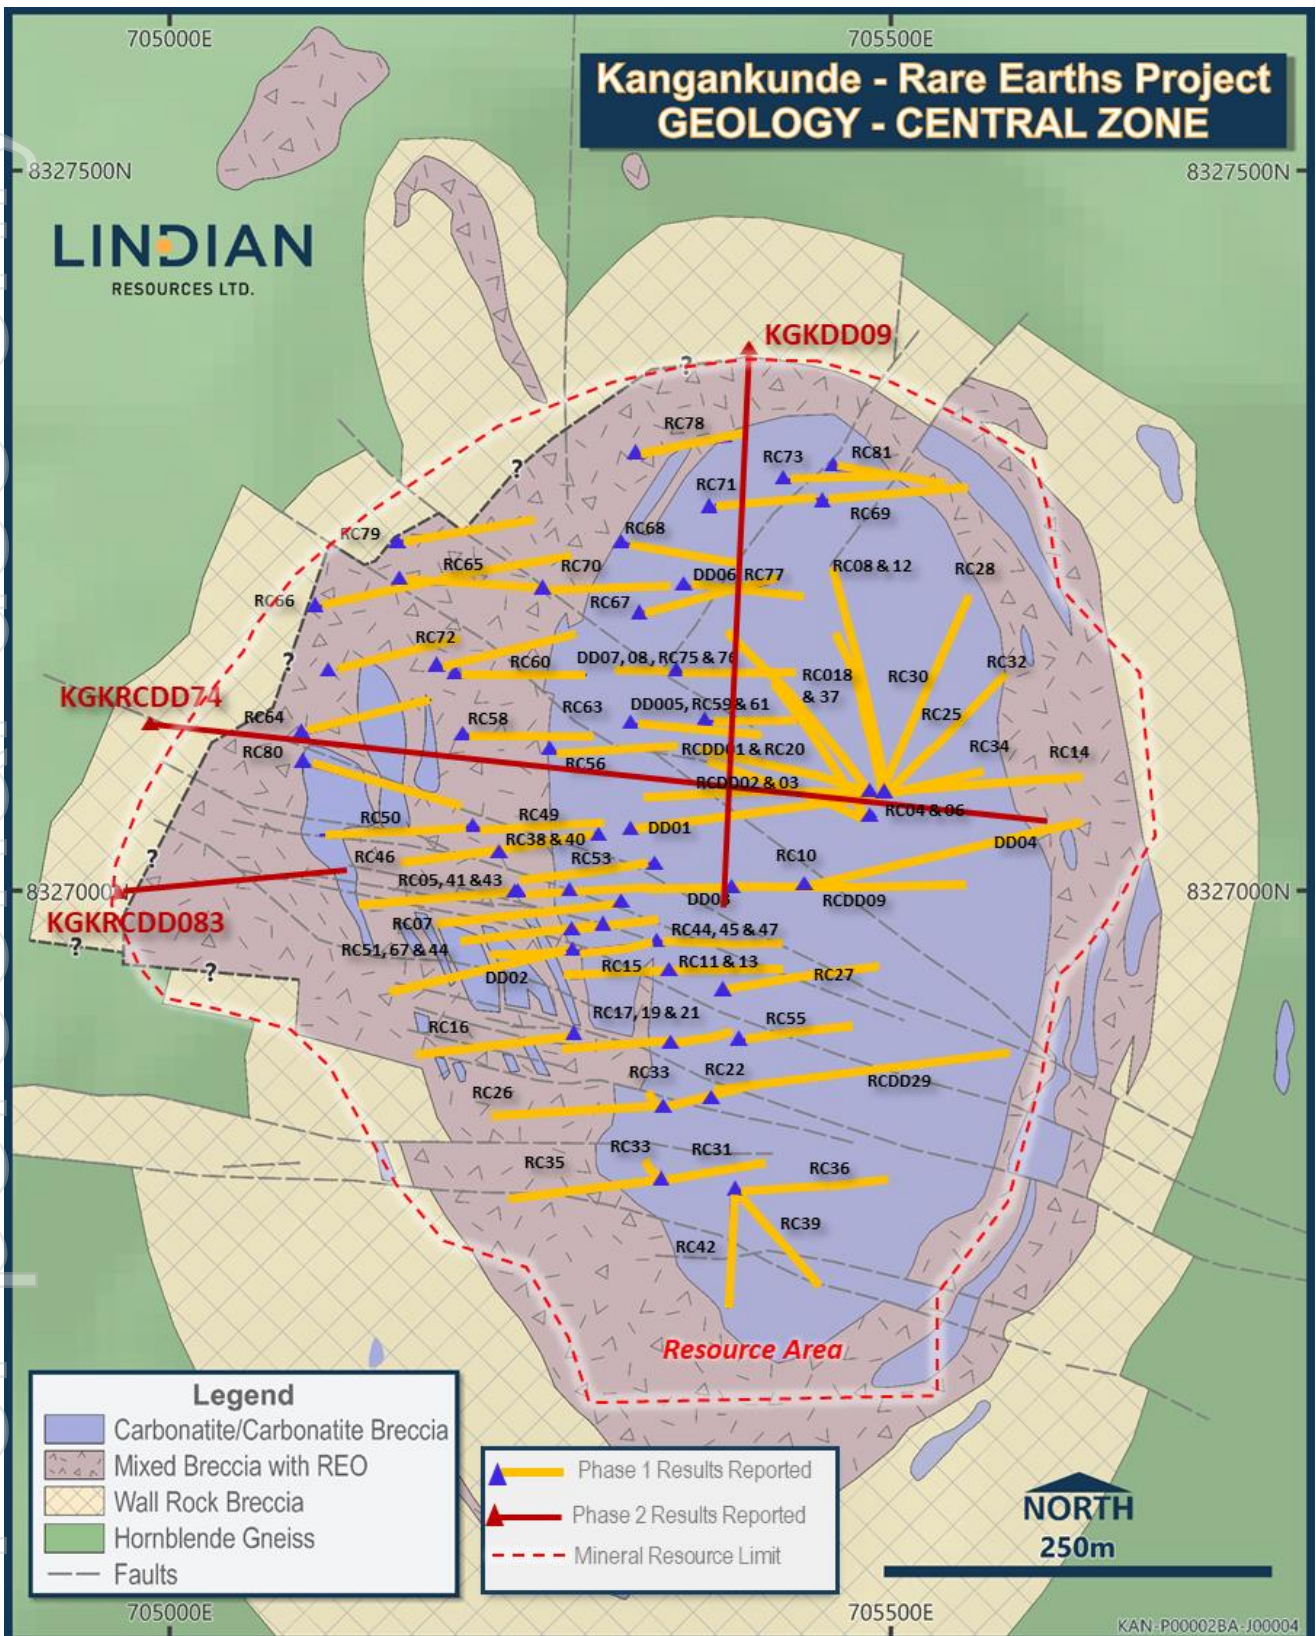 705000E
705500E
Kangankunde - Rare Earths Project
GEOLOGY - CENTRAL ZONE
8327500N
8327500N
LINDIAN
RESOURCES LTD.
KGKDD09
?
RC78
RC73
RC81
?
RC71
RC69
RC79
RC68
RC65
RC70
DD06
RC77
RC08 & 12
RC28
RC66
RC67
RC72
?
RC60
DD07, 08, RC75 & 76
RC018
& 37
RC30
RC32
KGKRCDD74
RC64
RC63
DD005, RC59 & 61
RC25
RC58
RC80
RC56
RCDD01 & RC20
RC34
RC14
RCDD02 & 03
RC50
RC49
RC04 & 06
DD01
RC38 & 40
DD04
?
RC46
RC53
RC10
RC05, 41 & 43
8327000N
DD03
RCDD09
8327000N
KGKRCDD083
RC07
RC44, 45 & 47
?
RC51, 67 & 44
RC15
RC11 & 13
RC27
?
DD02
RC17, 19 & 21
RC55
RC16
RC33
RC22
RCDD29
RC26
RC33
RC31
RC35
RC36
RC39
RC42
Resource Area
Legend
Carbonatite/Carbonatite Breccia
Mixed Breccia with REO
Wall Rock Breccia
Hornblende Gneiss
Faults
Phase 1 Results Reported
Phase 2 Results Reported
Mineral Resource Limit
NORTH
250m
705000E
705500E
KAN-P00002BA-J00004